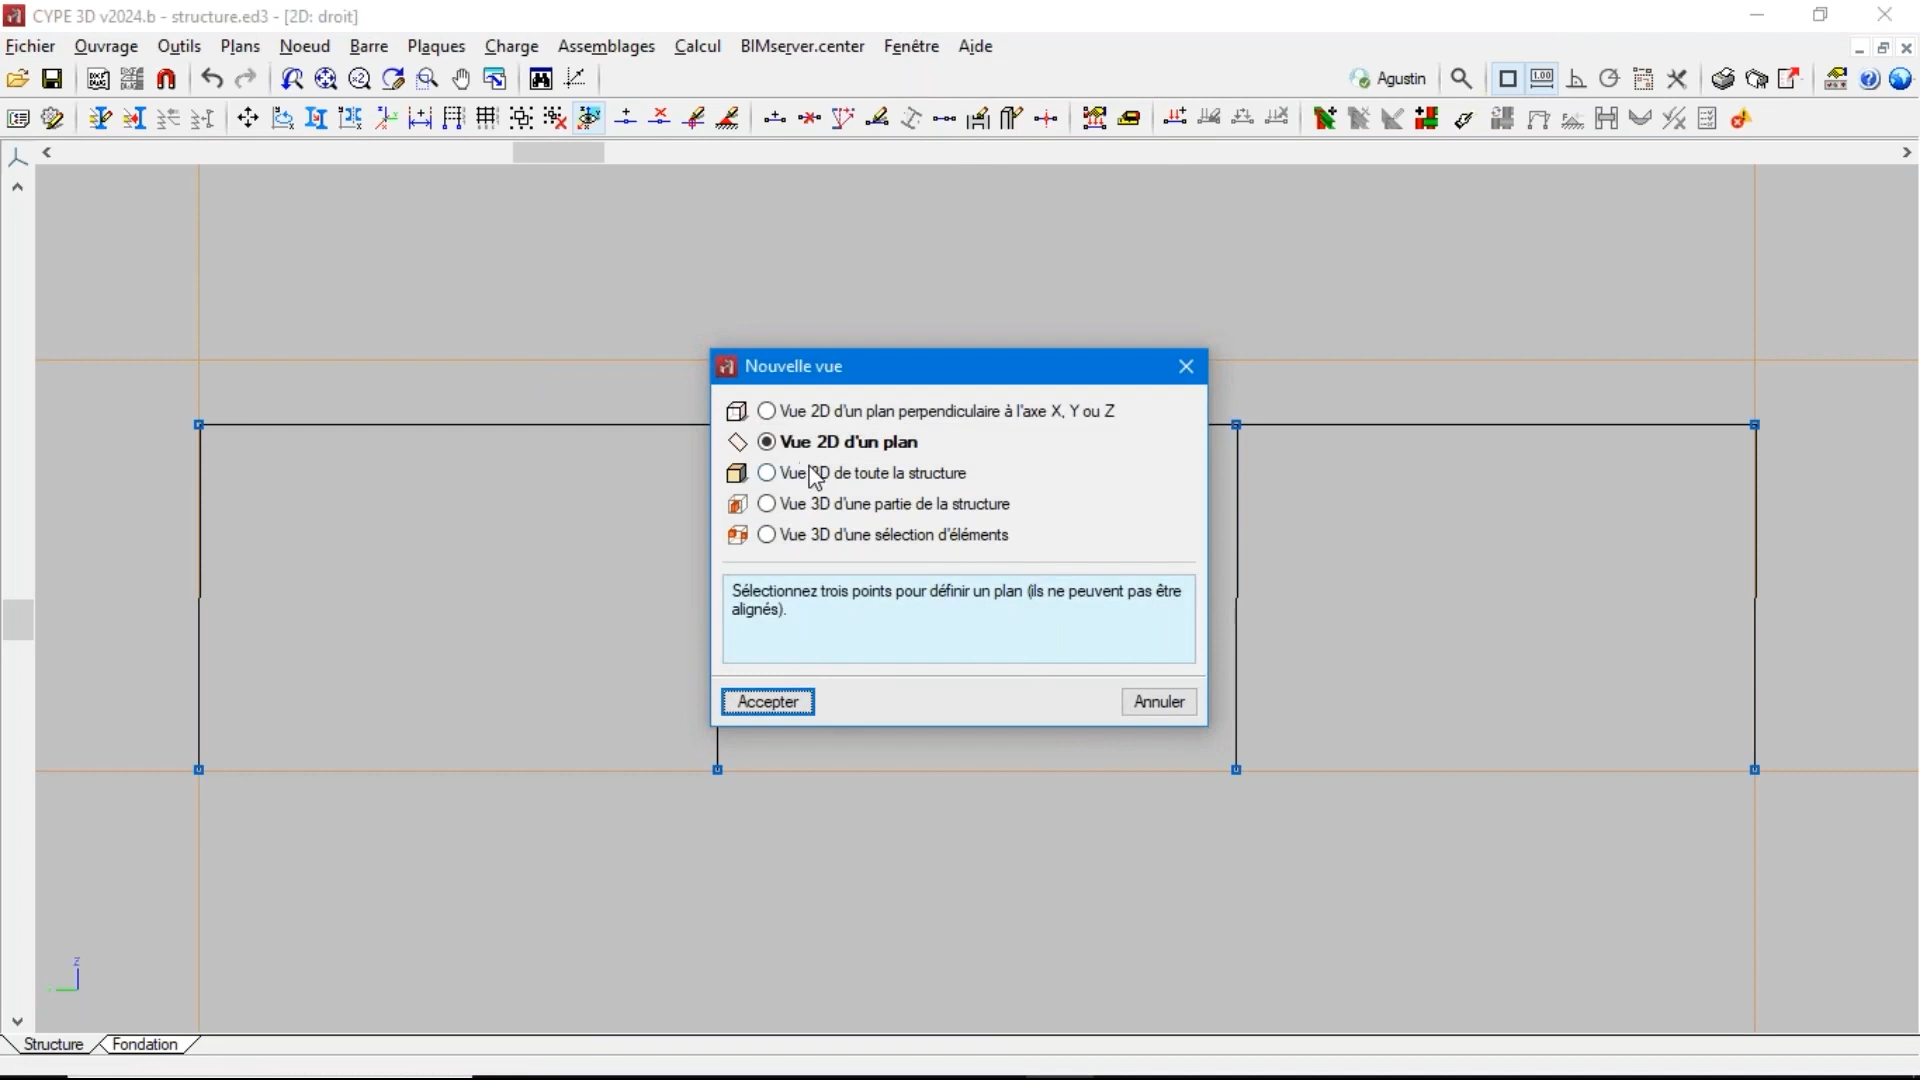 CYPE 3D v2024.b - structure.ed3 - [2D: droit]
Fichier Ouvrage Outils Plans Noeud Barre Plaques Charge Assemblages Calcul BIMserver.center Fenêtre Aide
Agustin
Nouvelle vue
Vue 2D d'un plan perpendiculaire à l'axe X, Y ou Z
Vue 2D d'un plan
Vue 3D de toute la structure
Vue 3D d'une partie de la structure
Vue 3D d'une sélection d'éléments
Sélectionnez trois points pour définir un plan (ils ne peuvent pas être
alignés).
Accepter Annuler
z
Structure Fondation